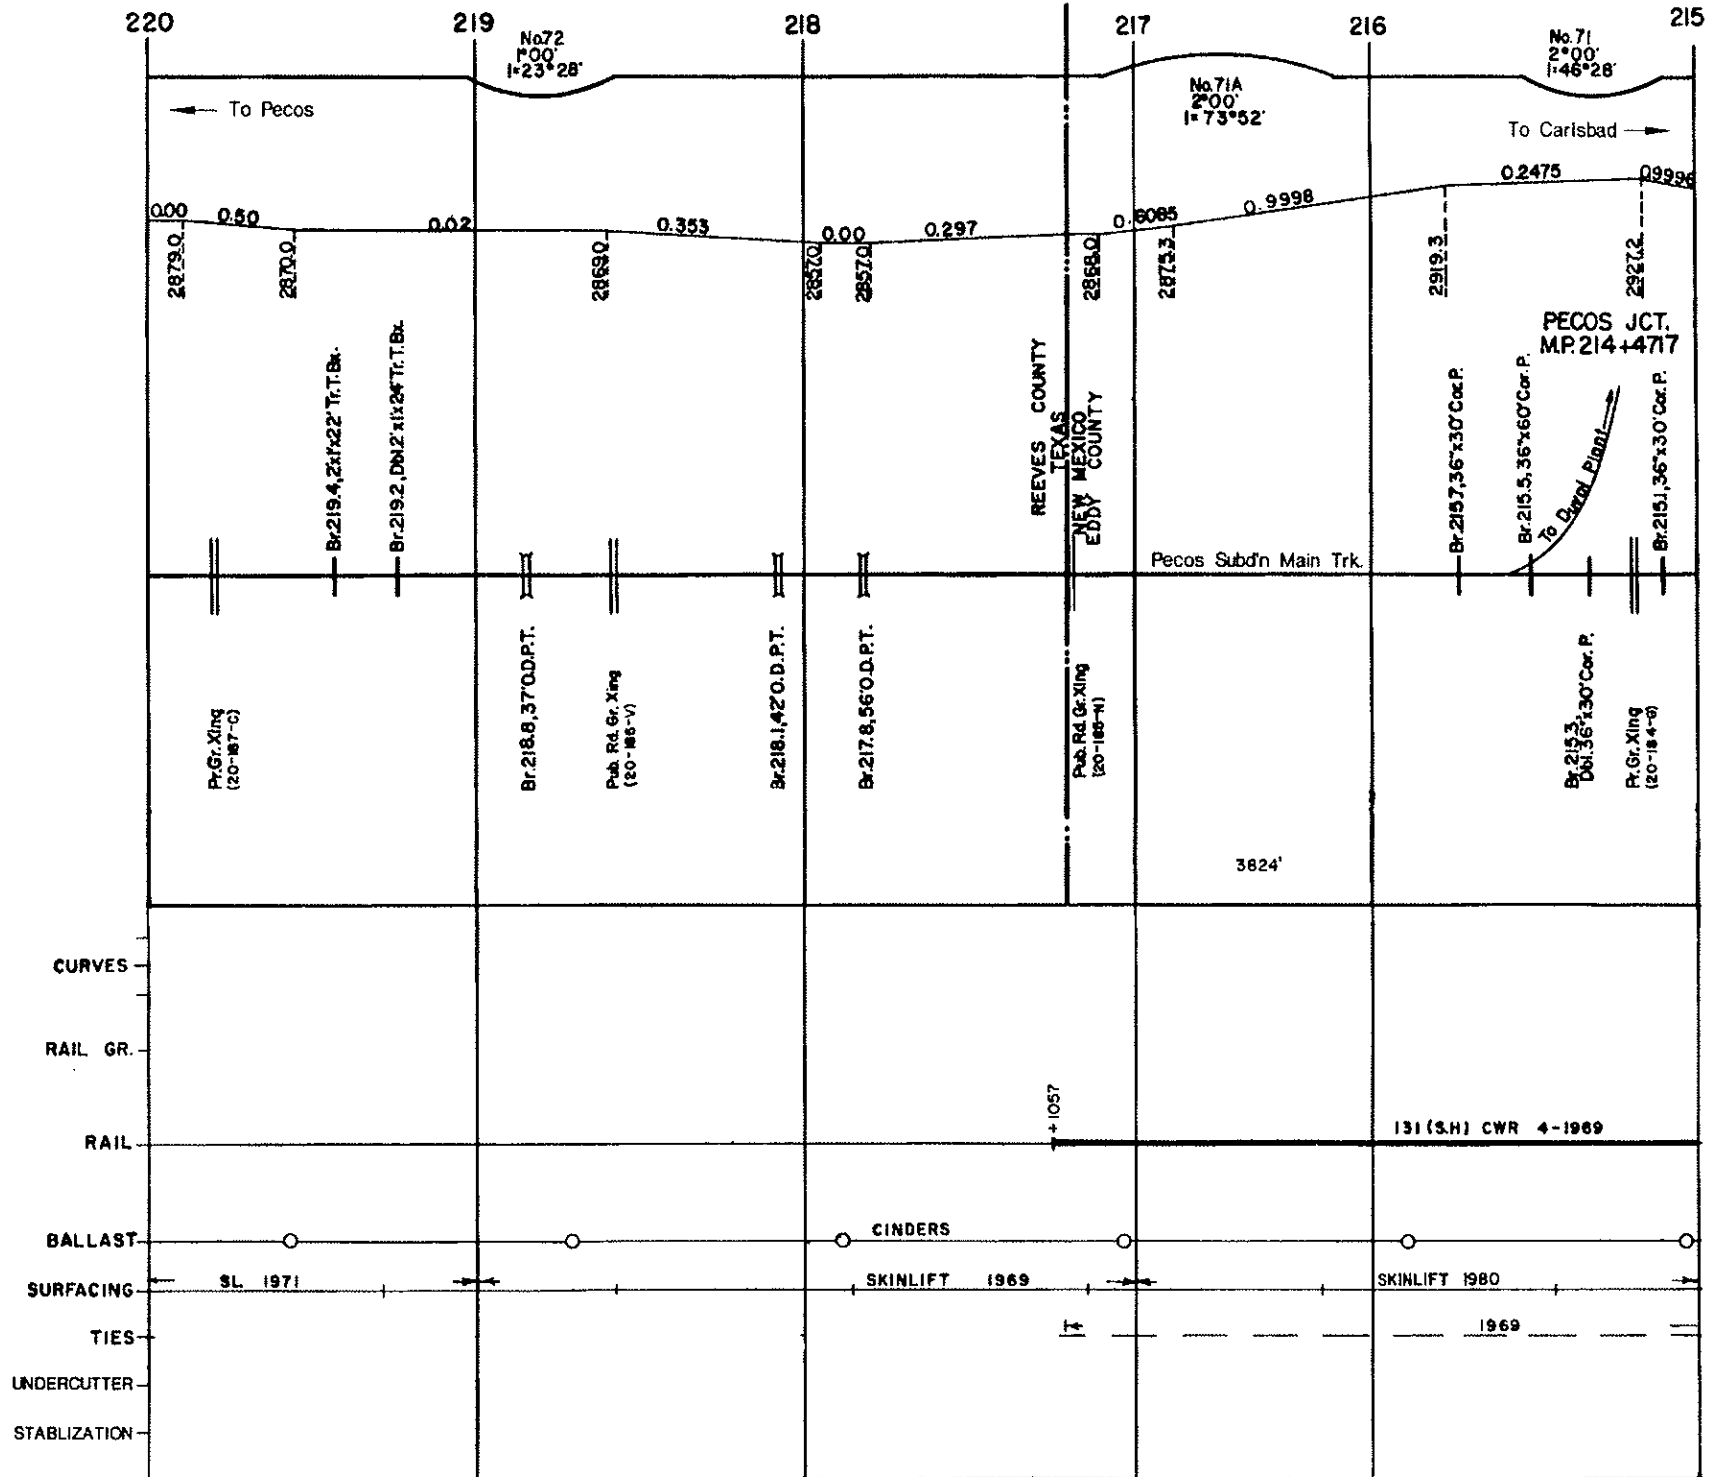 220
219
218
217
216
215
No.72
1°00'
I=23°28'
No.71A
2°00'
I=73°52'
No.71
2°00'
I=46°28'
To Pecos
To Carlsbad
0.00
0.50
0.02
0.353
0.00
0.297
0.9998
0.2475
2879.0
2870.0
2869.0
2857.0
2857.0
2868.0
2875.3
2919.3
2927.2
PECOS JCT.
M.P. 214+4717
Br.219.4,2'x1'x22' Tr.T.Bx.
Br.219.2,Dbl.2'x1'x24'Tr.T.Bx.
REEVES COUNTY
TEXAS
NEW MEXICO
EDDY COUNTY
Br.215.7,36"x30'Cor.P.
Br.215.5,36"x60'Cor.P.
To Duval Plant
Br.215.1,36"x30'Cor.P.
Pecos Subd'n Main Trk.
Pr.Gr.Xing
(20-187-C)
Br.218.8,37'O.D.P.T.
Pub. Rd. Gr. Xing
Br.218.1,42'O.D.P.T.
Br.217.8,56'O.D.P.T.
Pub. Rd. Gr. Xing
Br.215.3,
Dbl.36"x30'Cor. P.
Pr.Gr.Xing
3824'
CURVES
RAIL GR.
+1057
RAIL
131 (S.H) CWR 4-1969
BALLAST
CINDERS
SURFACING
SL 1971
SKINLIFT 1969
SKINLIFT 1980
TIES
1969
UNDERCUTTER
STABLIZATION